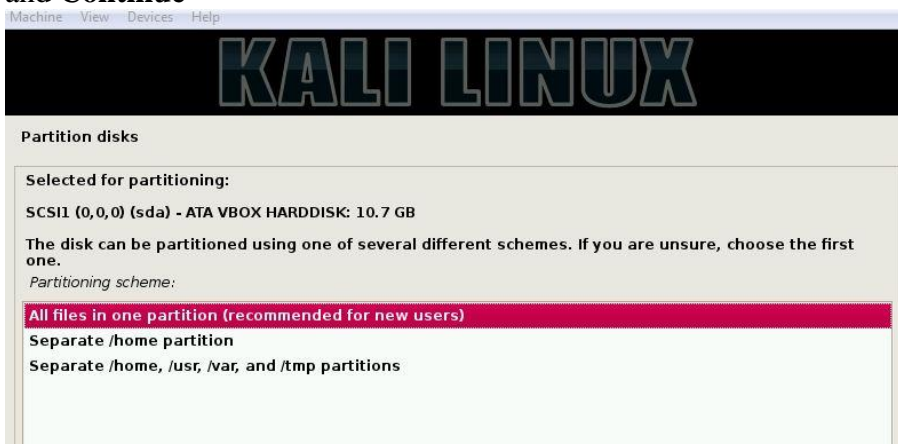 and Continue
Machine View Devices Help
KALI LINUX
Partition disks
Selected for partitioning:
SCSI1 (0,0,0) (sda) - ATA VBOX HARDDISK: 10.7 GB
The disk can be partitioned using one of several different schemes. If you are unsure, choose the first
one.
Partitioning scheme:
All files in one partition (recommended for new users)
Separate /home partition
Separate /home, /usr, /var, and /tmp partitions